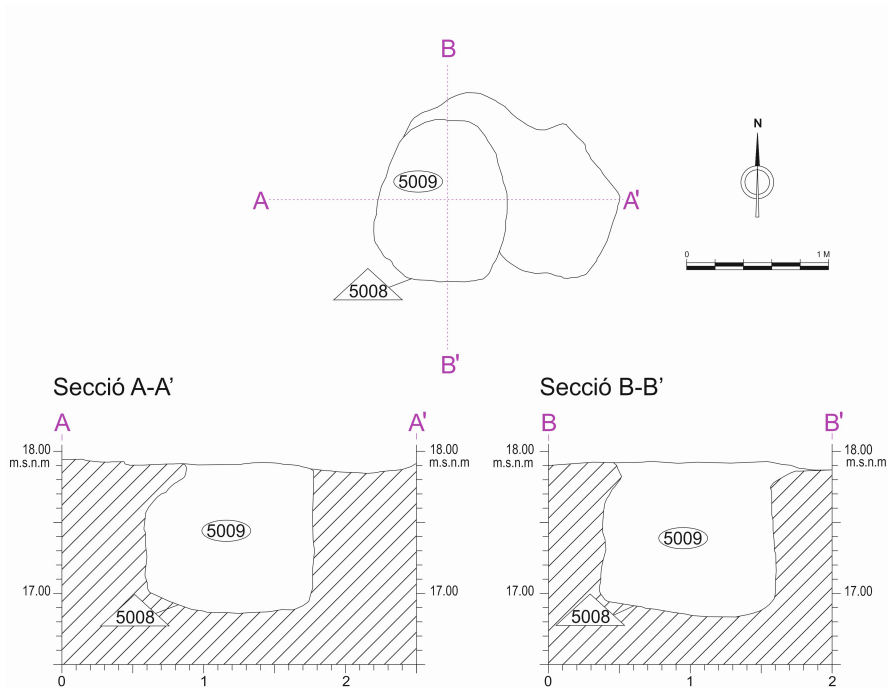 B
N
5009
A
A'
0
1 M
5008
B'
Secció A-A’
Secció B-B’
A
A'
B
B'
18.00
m.s.n.m
18.00
m.s.n.m
18.00
m.s.n.m
5009
5009
17.00
17.00
17.00
5008
5008
0
1
2
0
1
2
18.00
m.s.n.m
17.00